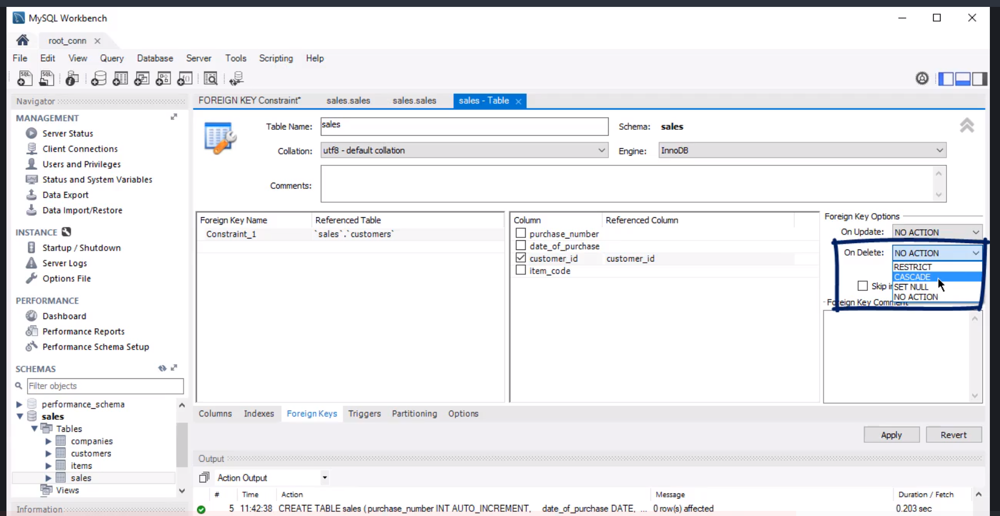 MySQL Workbench
root_conn
File Edit View Query Database Server Tools Scripting Help
Navigator
MANAGEMENT
Server Status
Client Connections
Users and Privileges
Status and System Variables
Data Export
Data Import/Restore
INSTANCE
Startup / Shutdown
Server Logs
Options File
PERFORMANCE
Dashboard
Performance Reports
Performance Schema Setup
SCHEMAS
Filter objects
performance_schema
sales
Tables
companies
customers
items
sales
Views
Information
FOREIGN KEY Constraint* sales.sales sales.sales sales - Table
Table Name: sales Schema: sales
Collation: utf8 - default collation Engine: InnoDB
Comments:
Foreign Key Name Referenced Table
Constraint_1 `sales`.`customers`
Column Referenced Column
purchase_number
date_of_purchase
customer_id customer_id
item_code
Foreign Key Options
On Update: NO ACTION
On Delete: NO ACTION
RESTRICT
CASCADE
Skip SET NULL
NO ACTION
Foreign Key Comment
Columns Indexes Foreign Keys Triggers Partitioning Options
Apply Revert
Output
Action Output
# Time Action Message Duration / Fetch
5 11:42:38 CREATE TABLE sales ( purchase_number INT AUTO_INCREMENT, date_of_purchase DATE, ... 0 row(s) affected 0.203 sec